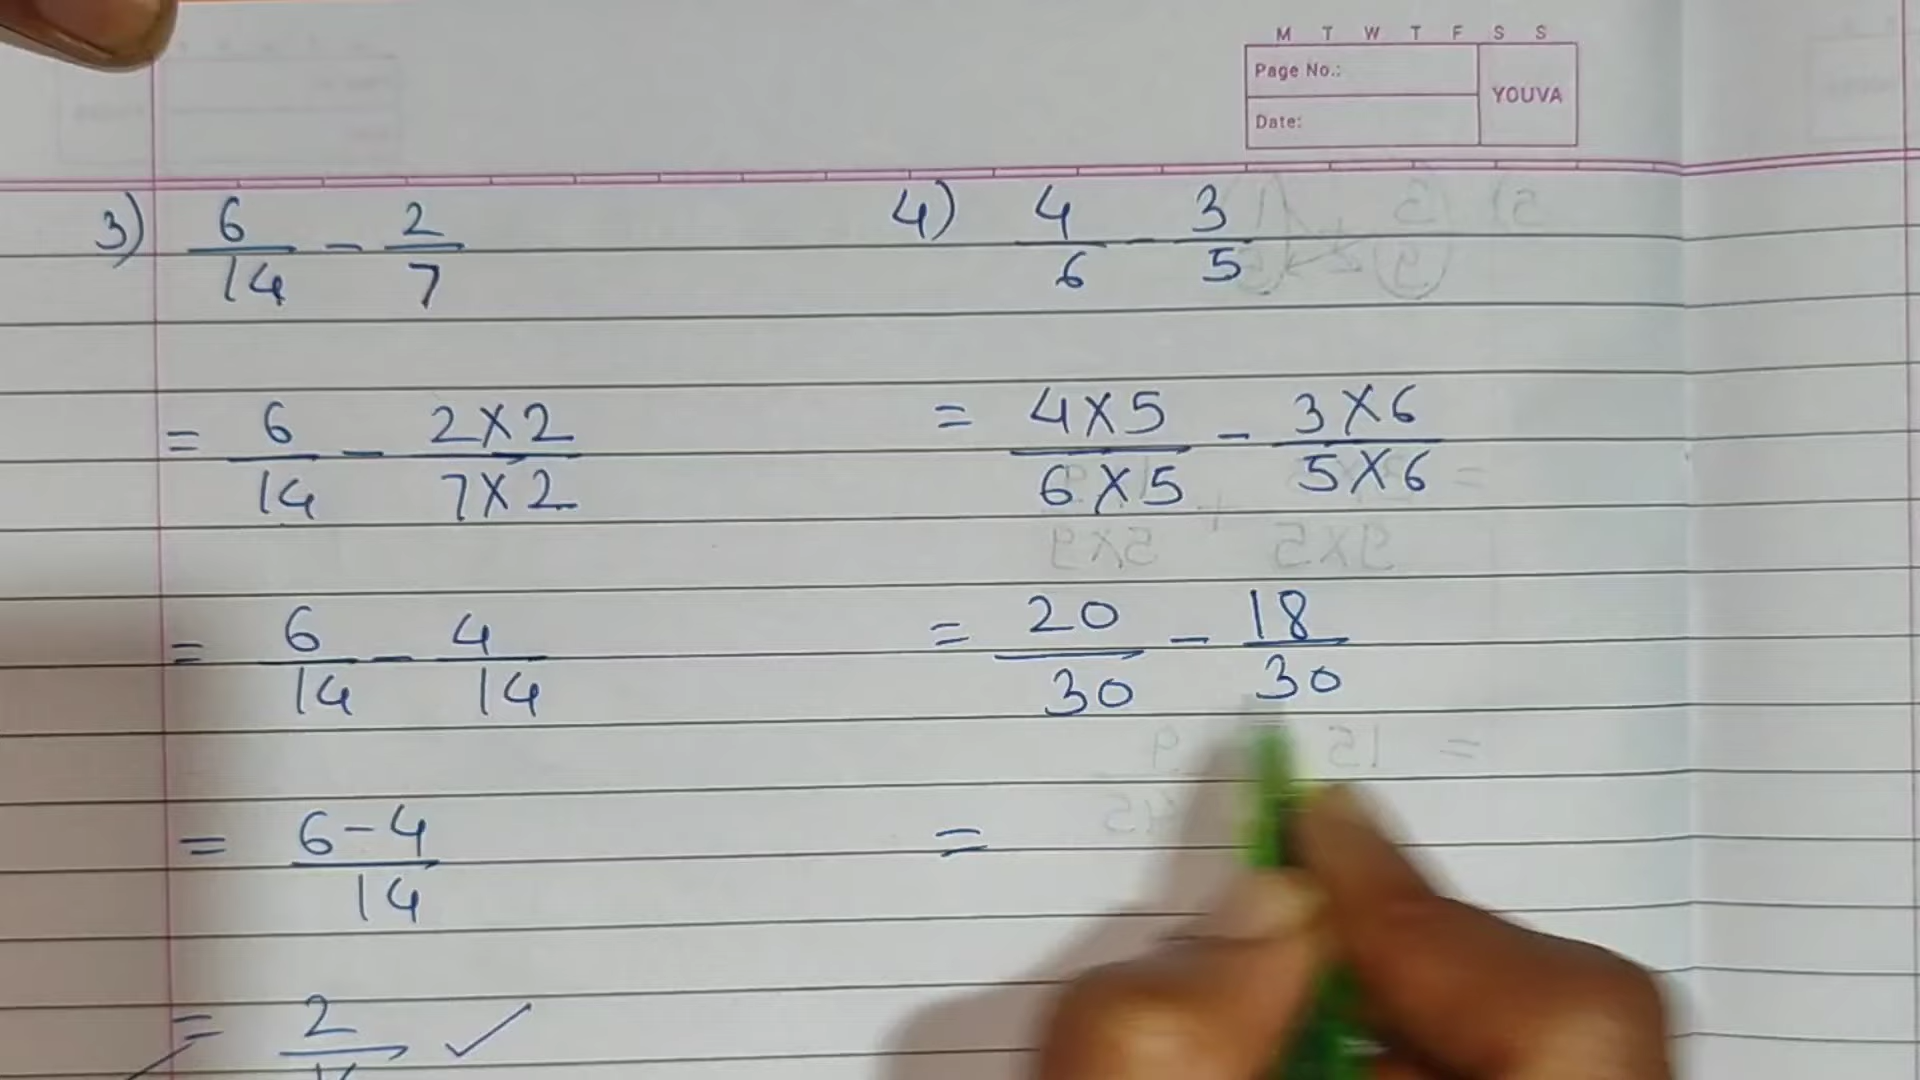 M T W T F S S
Page No.:
YOUVA
Date:
3) 6/14 - 2/7
= 6/14 - 2×2/7×2
= 6/14 - 4/14
= 6-4/14
= 2/
4) 4/6 - 3/5
= 4×5/6×5 - 3×6/5×6
= 20/30 - 18/30
=